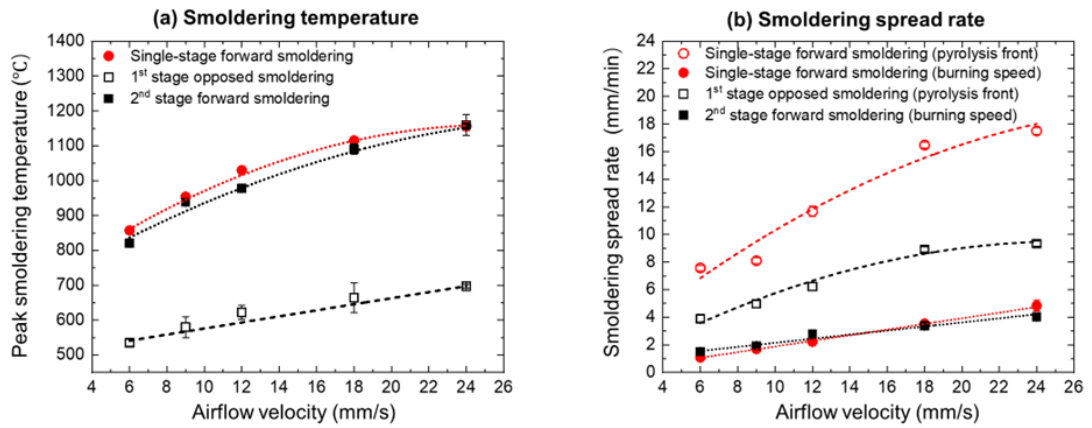 (a) Smoldering temperature
Peak smoldering temperature (℃)
1400
1300
1200
1100
1000
900
800
700
600
500
Single-stage forward smoldering
1st stage opposed smoldering
2nd stage forward smoldering
4 6 8 10 12 14 16 18 20 22 24 26
Airflow velocity (mm/s)
(b) Smoldering spread rate
Smoldering spread rate (mm/min)
24
22
20
18
16
14
12
10
8
6
4
2
0
Single-stage forward smoldering (pyrolysis front)
Single-stage forward smoldering (burning speed)
1st stage opposed smoldering (pyrolysis front)
2nd stage forward smoldering (burning speed)
4 6 8 10 12 14 16 18 20 22 24 26
Airflow velocity (mm/s)